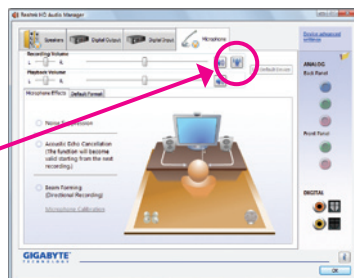 Realtek HD Audio Manager
Speakers
Digital Output
Digital Input
Microphone
Device advanced
settings
Recording Volume
L
R
Default Device
Playback Volume
L
R
Microphone Effects
Default Format
Noise Suppression
Acoustic Echo Cancellation
(The function will become
valid starting from the next
recording.)
Beam Forming
(Directional Recording)
Microphone Calibration
ANALOG
Back Panel
Front Panel
DIGITAL
GIGABYTE
TECHNOLOGY
i
OK